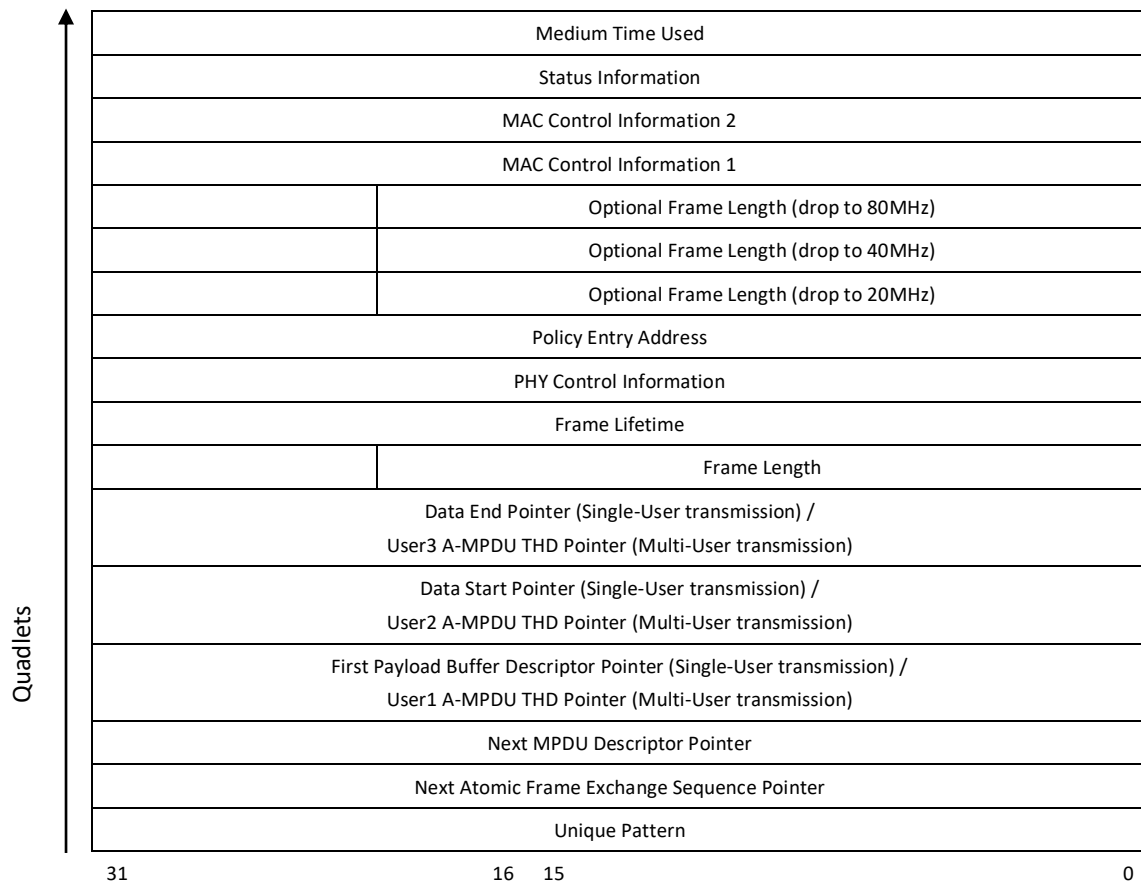 Medium Time Used
Status Information
MAC Control Information 2
MAC Control Information 1
Optional Frame Length (drop to 80MHz)
Optional Frame Length (drop to 40MHz)
Optional Frame Length (drop to 20MHz)
Policy Entry Address
PHY Control Information
Frame Lifetime
Frame Length
Data End Pointer (Single-User transmission) /
User3 A-MPDU THD Pointer (Multi-User transmission)
Data Start Pointer (Single-User transmission) /
User2 A-MPDU THD Pointer (Multi-User transmission)
First Payload Buffer Descriptor Pointer (Single-User transmission) /
User1 A-MPDU THD Pointer (Multi-User transmission)
Next MPDU Descriptor Pointer
Next Atomic Frame Exchange Sequence Pointer
Unique Pattern
Quadlets
31 16 15 0